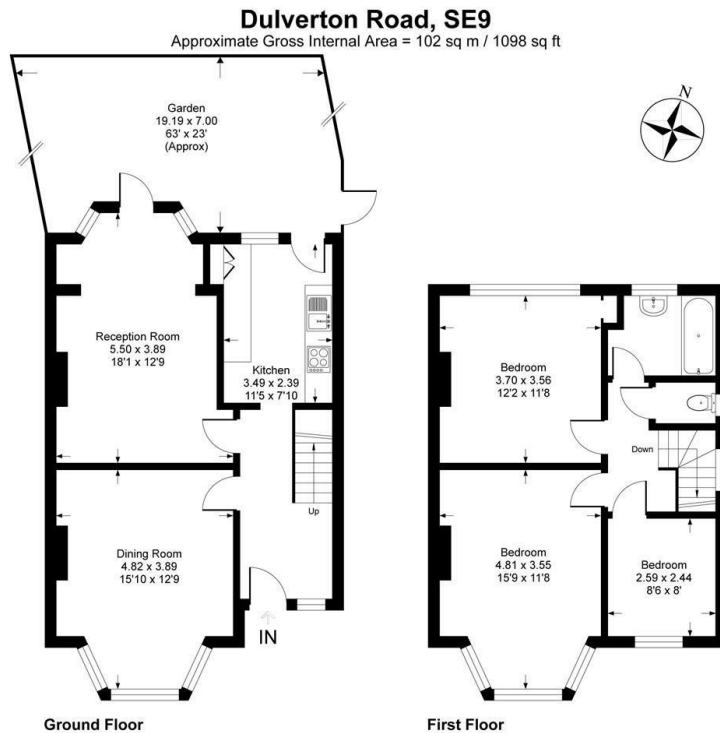 Dulverton Road, SE9
Approximate Gross Internal Area = 102 sq m / 1098 sq ft
Garden
19.19 x 7.00
63' x 23'
(Approx)
N
Reception Room
5.50 x 3.89
18'1 x 12'9
Kitchen
3.49 x 2.39
11'5 x 7'10
Up
Dining Room
4.82 x 3.89
15'10 x 12'9
IN
Ground Floor
Bedroom
3.70 x 3.56
12'2 x 11'8
Down
Bedroom
4.81 x 3.55
15'9 x 11'8
Bedroom
2.59 x 2.44
8'6 x 8'
First Floor